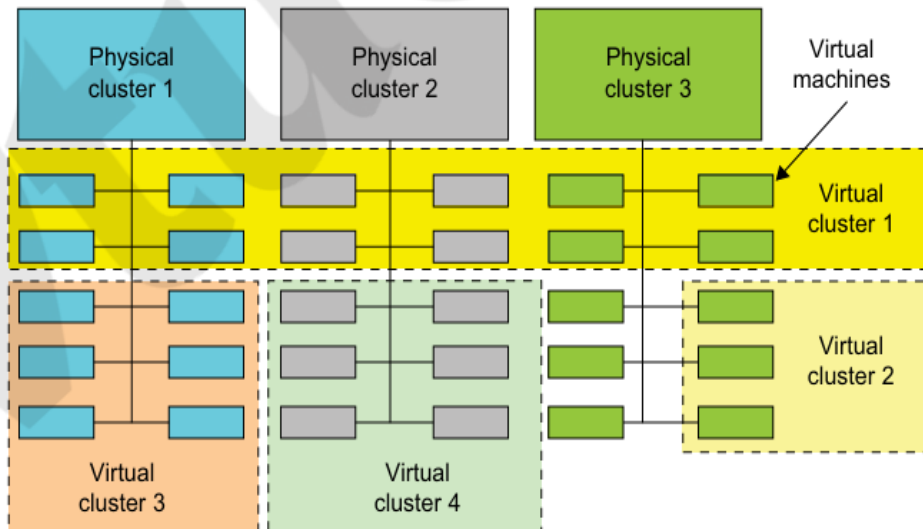 Physical
cluster 1
Physical
cluster 2
Physical
cluster 3
Virtual
machines
Virtual
cluster 1
Virtual
cluster 2
Virtual
cluster 3
Virtual
cluster 4